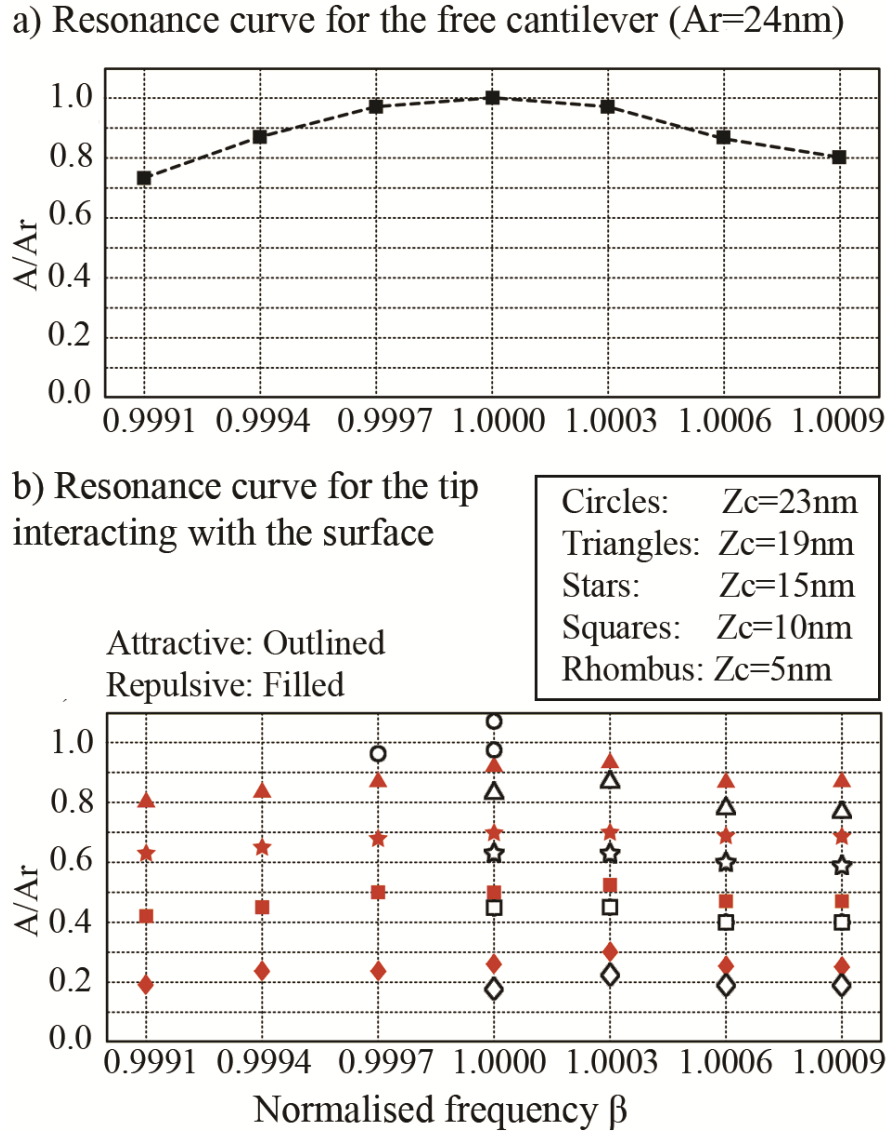 a) Resonance curve for the free cantilever (Ar=24nm)
1.0
0.8
0.6
0.4
0.2
0.0
A/Ar
0.9991 0.9994 0.9997 1.0000 1.0003 1.0006 1.0009
b) Resonance curve for the tip
interacting with the surface
Circles: Zc=23nm
Triangles: Zc=19nm
Stars: Zc=15nm
Squares: Zc=10nm
Rhombus: Zc=5nm
Attractive: Outlined
Repulsive: Filled
1.0
0.8
0.6
0.4
0.2
0.0
A/Ar
0.9991 0.9994 0.9997 1.0000 1.0003 1.0006 1.0009
Normalised frequency β